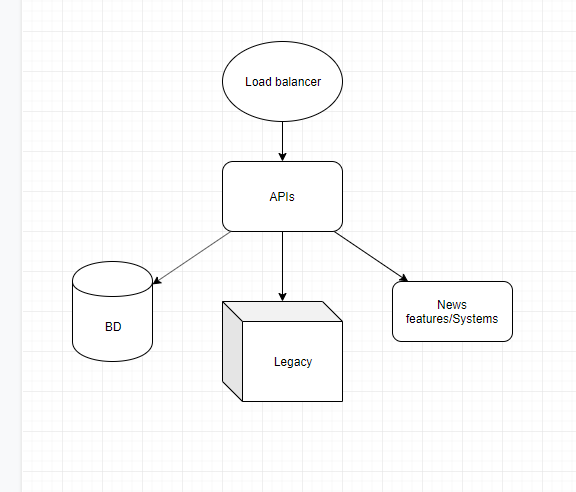 Load balancer
APIs
BD
Legacy
News
features/Systems